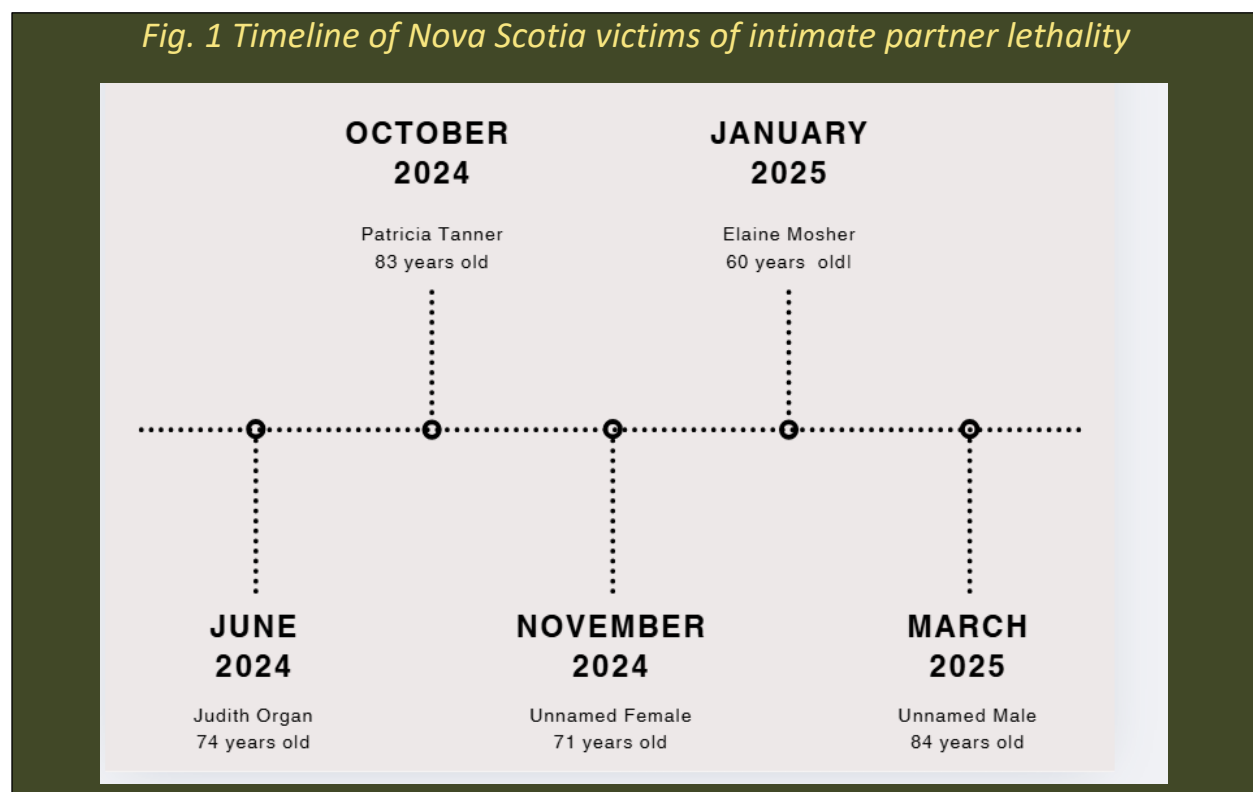 Fig. 1 Timeline of Nova Scotia victims of intimate partner lethality
OCTOBER
2024
Patricia Tanner
83 years old
JANUARY
2025
Elaine Mosher
60 years  oldl
JUNE
2024
Judith Organ
74 years old
NOVEMBER
2024
Unnamed Female
71 years old
MARCH
2025
Unnamed Male
84 years old